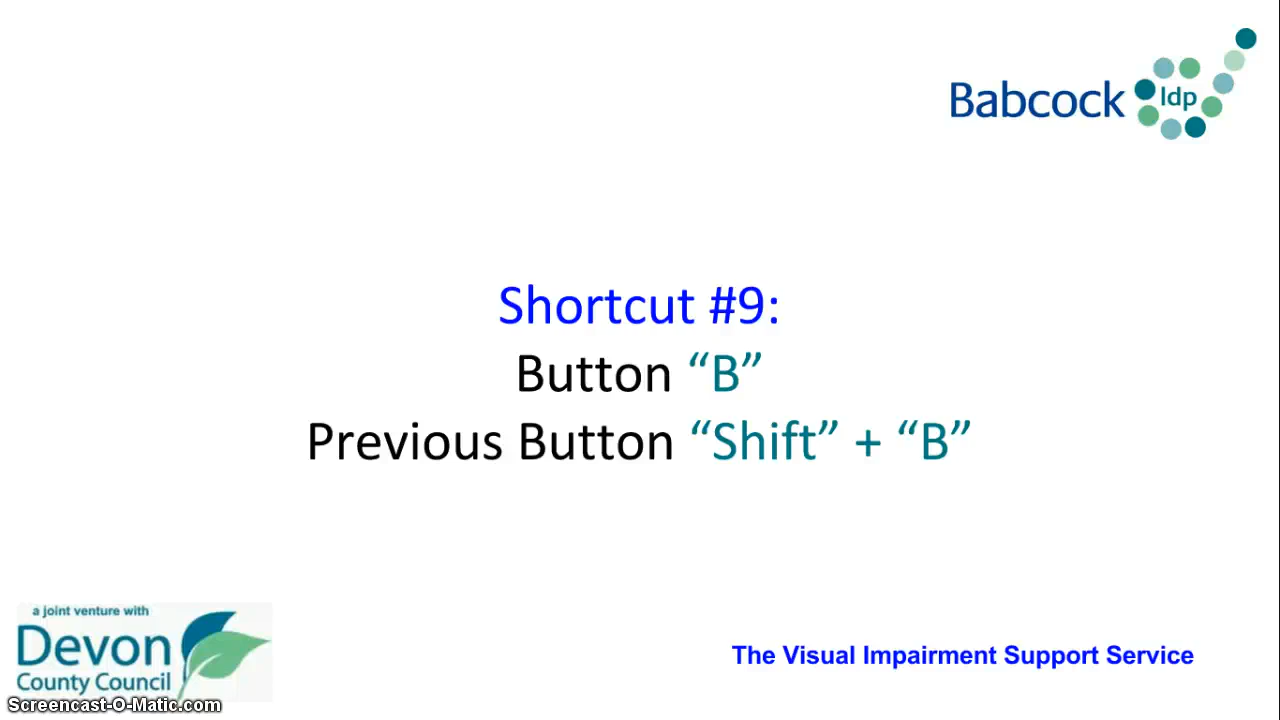 Babcock ldp
Shortcut #9:
Button “B”
Previous Button “Shift” + “B”
a joint venture with
Devon
County Council
The Visual Impairment Support Service
Screencast-O-Matic.com